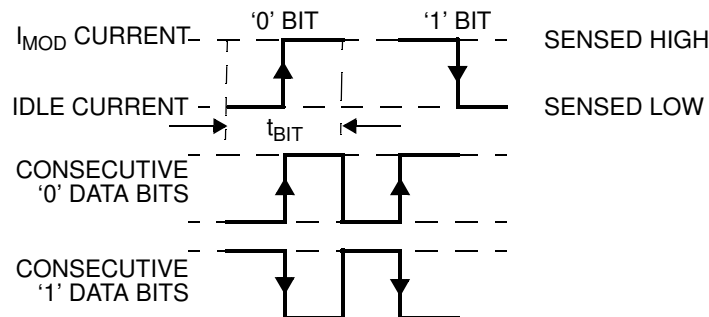 '0' BIT '1' BIT
I_MOD CURRENT SENSED HIGH
IDLE CURRENT SENSED LOW
t_BIT
CONSECUTIVE
'0' DATA BITS
CONSECUTIVE
'1' DATA BITS